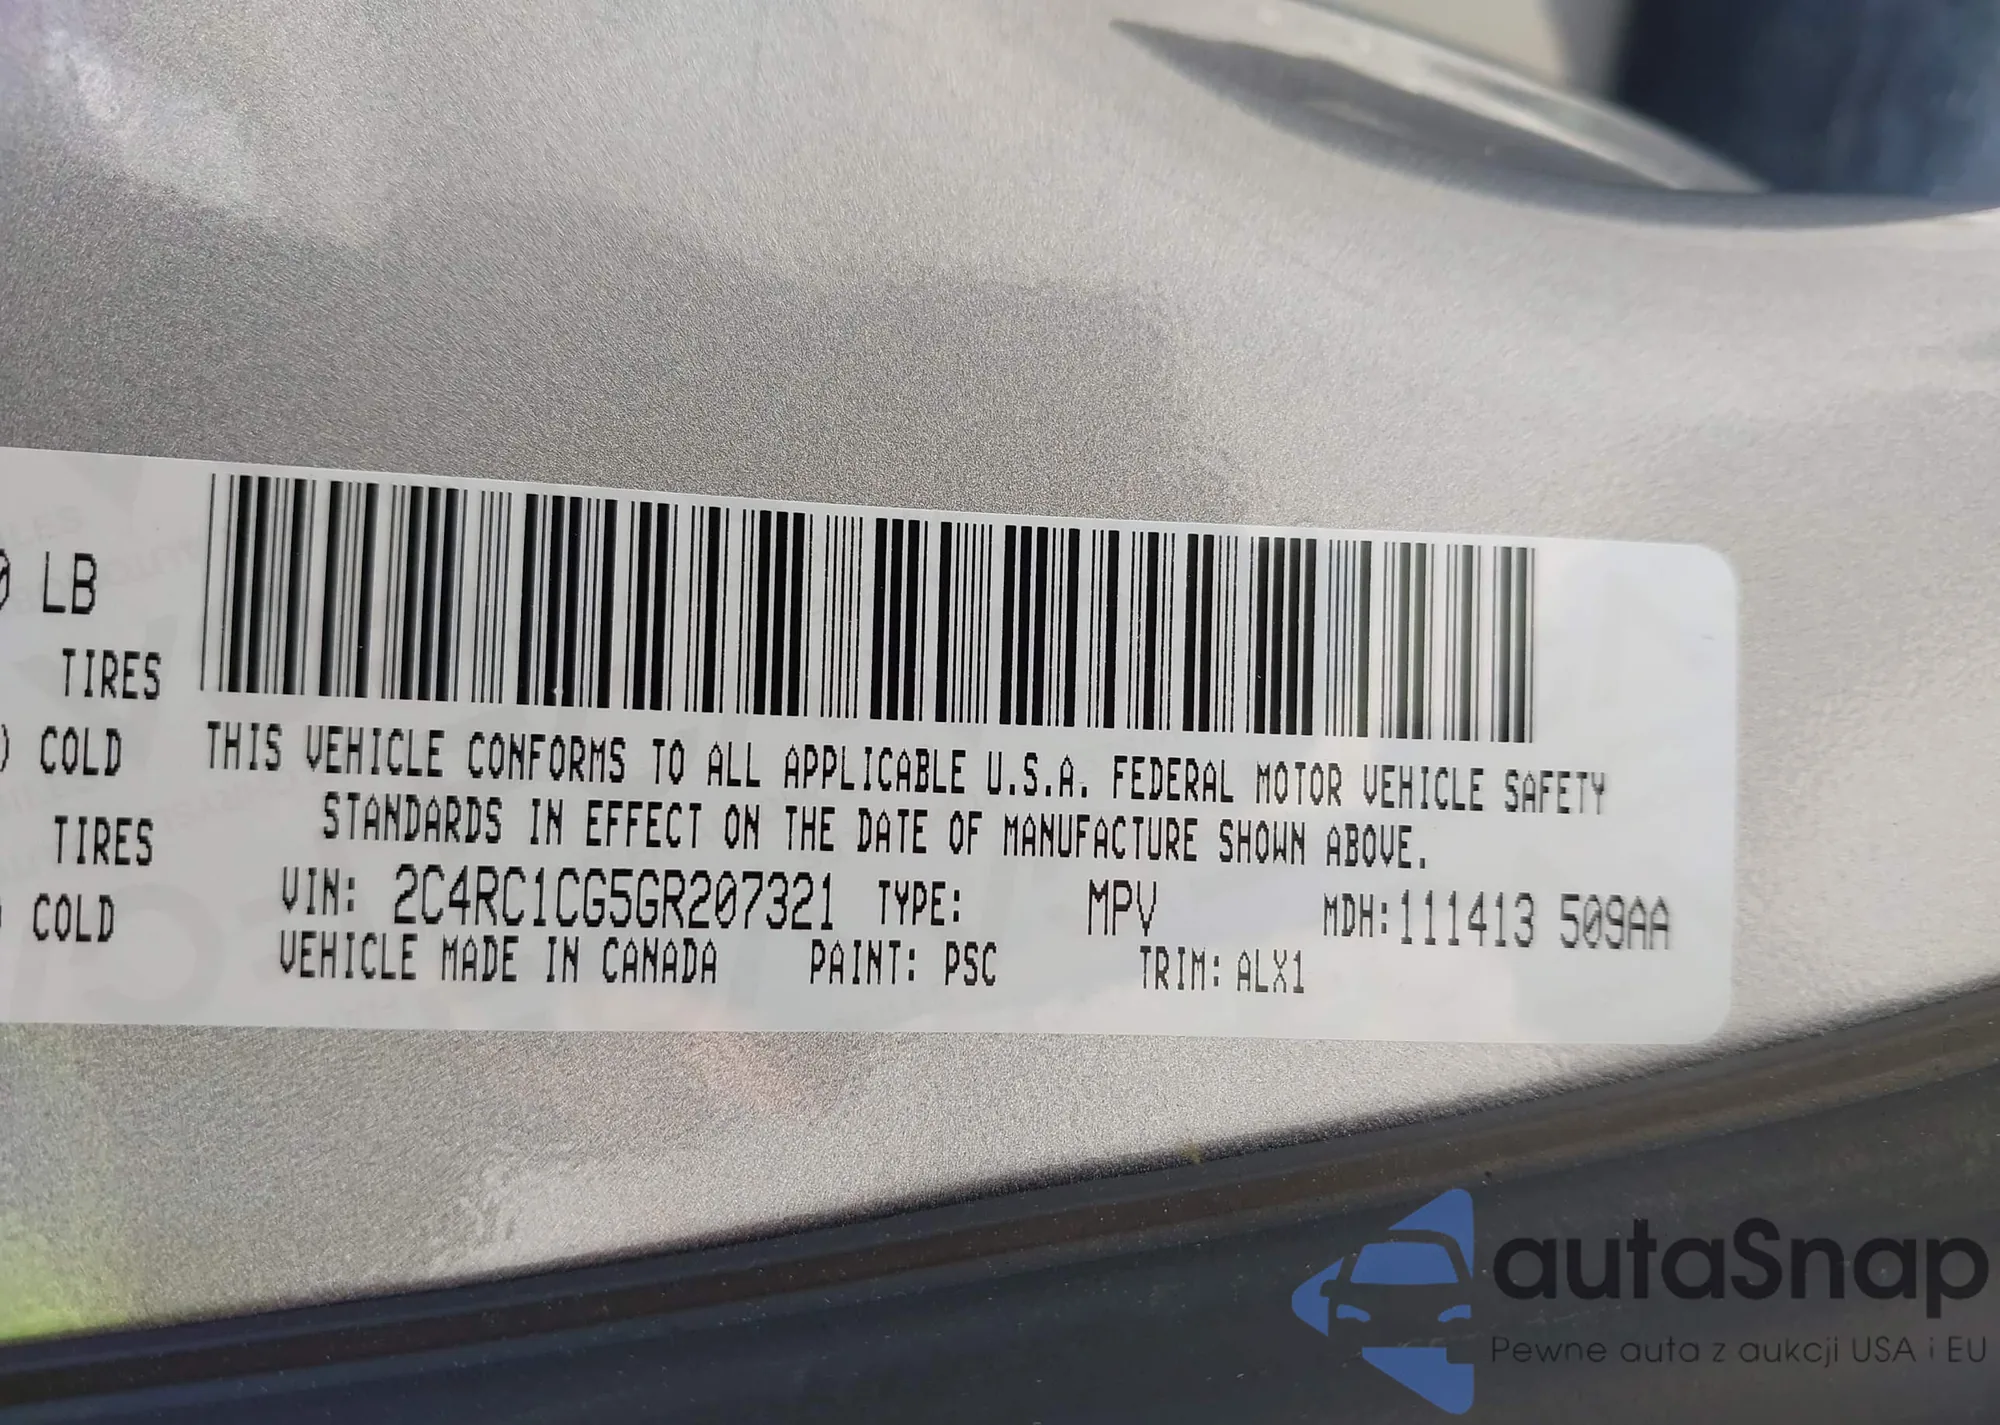 LB
TIRES
COLD
TIRES
COLD
THIS VEHICLE CONFORMS TO ALL APPLICABLE U.S.A. FEDERAL MOTOR VEHICLE SAFETY
STANDARDS IN EFFECT ON THE DATE OF MANUFACTURE SHOWN ABOVE.
VIN: 2C4RC1CG5GR207321 TYPE: MPV MDH:111413 509AA
VEHICLE MADE IN CANADA PAINT: PSC TRIM: ALX1
autaSnap
Pewne auta z aukcji USA i EU